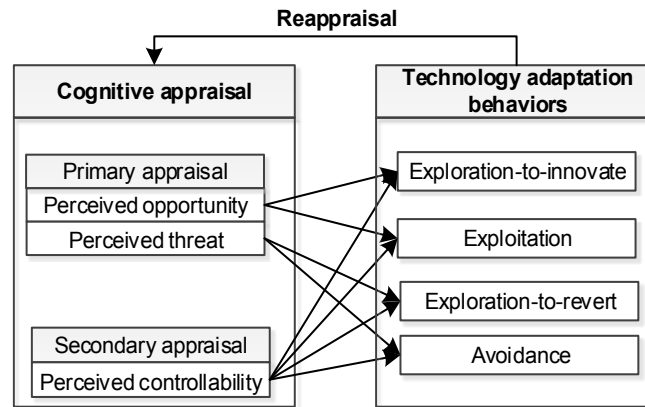 Reappraisal
Cognitive appraisal
Technology adaptation
behaviors
Primary appraisal
Perceived opportunity
Perceived threat
Secondary appraisal
Perceived controllability
Exploration-to-innovate
Exploitation
Exploration-to-revert
Avoidance